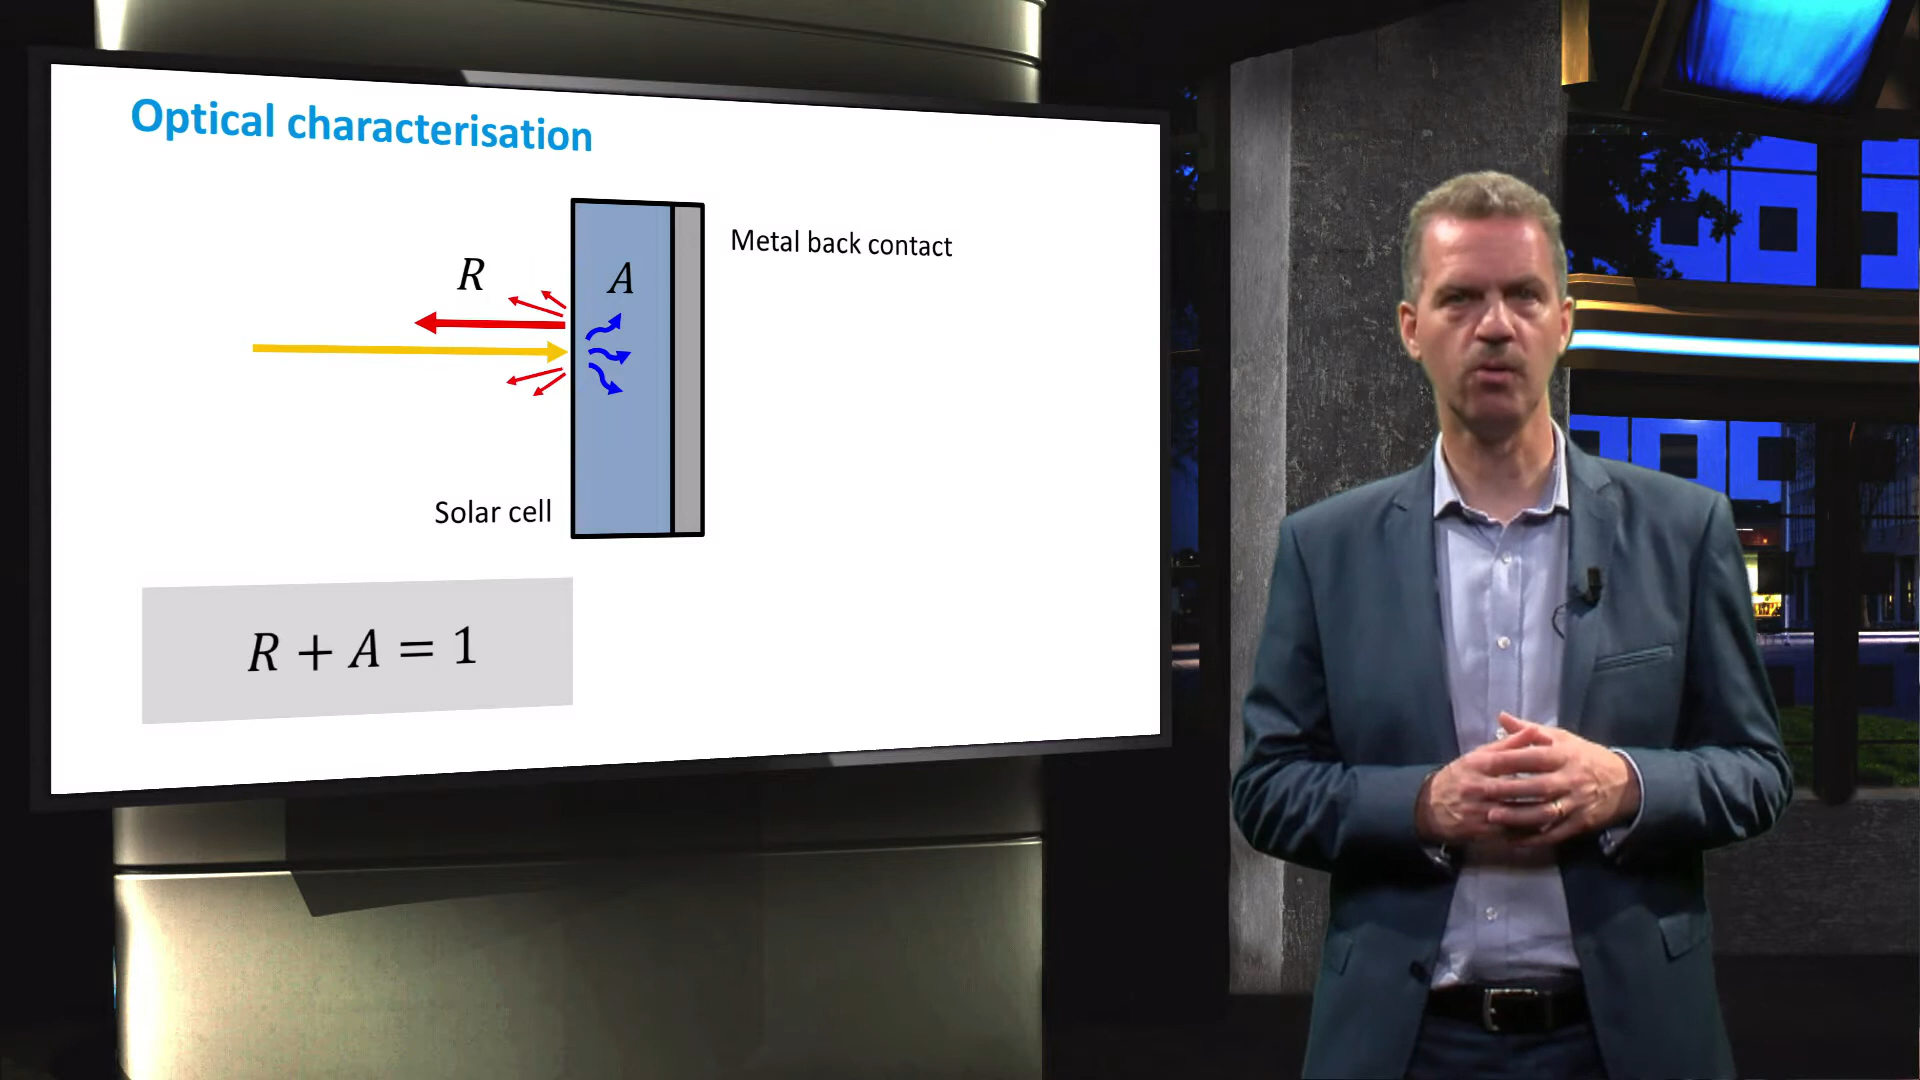 Optical characterisation
Metal back contact
R
A
Solar cell
R + A = 1